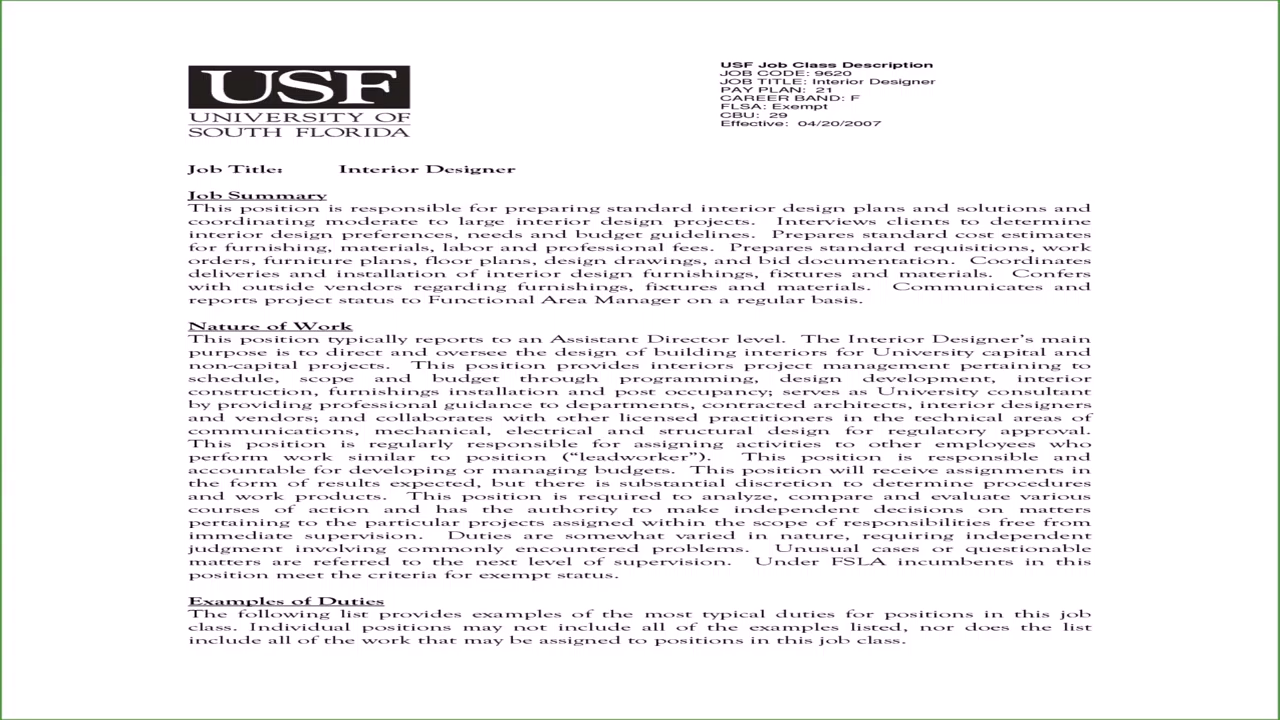 USF
UNIVERSITY OF
SOUTH FLORIDA
USF Job Class Description
JOB CODE: 9620
JOB TITLE: Interior Designer
PAY PLAN: 21
CAREER BAND: F
FLSA: Exempt
CBU: 29
Effective: 04/20/2007
Job Title: Interior Designer
Job Summary
This position is responsible for preparing standard interior design plans and solutions and
coordinating moderate to large interior design projects. Interviews clients to determine
interior design preferences, needs and budget guidelines. Prepares standard cost estimates
for furnishing, materials, labor and professional fees. Prepares standard requisitions, work
orders, furniture plans, floor plans, design drawings, and bid documentation. Coordinates
deliveries and installation of interior design furnishings, fixtures and materials. Confers
with outside vendors regarding furnishings, fixtures and materials. Communicates and
reports project status to Functional Area Manager on a regular basis.
Nature of Work
This position typically reports to an Assistant Director level. The Interior Designer's main
purpose is to direct and oversee the design of building interiors for University capital and
non-capital projects. This position provides interiors project management pertaining to
schedule, scope and budget through programming, design development, interior
construction, furnishings installation and post occupancy; serves as University consultant
by providing professional guidance to departments, contracted architects, interior designers
and vendors; and collaborates with other licensed practitioners in the technical areas of
communications, mechanical, electrical and structural design for regulatory approval.
This position is regularly responsible for assigning activities to other employees who
perform work similar to position (“leadworker”). This position is responsible and
accountable for developing or managing budgets. This position will receive assignments in
the form of results expected, but there is substantial discretion to determine procedures
and work products. This position is required to analyze, compare and evaluate various
courses of action and has the authority to make independent decisions on matters
pertaining to the particular projects assigned within the scope of responsibilities free from
immediate supervision. Duties are somewhat varied in nature, requiring independent
judgment involving commonly encountered problems. Unusual cases or questionable
matters are referred to the next level of supervision. Under FSLA incumbents in this
position meet the criteria for exempt status.
Examples of Duties
The following list provides examples of the most typical duties for positions in this job
class. Individual positions may not include all of the examples listed, nor does the list
include all of the work that may be assigned to positions in this job class.